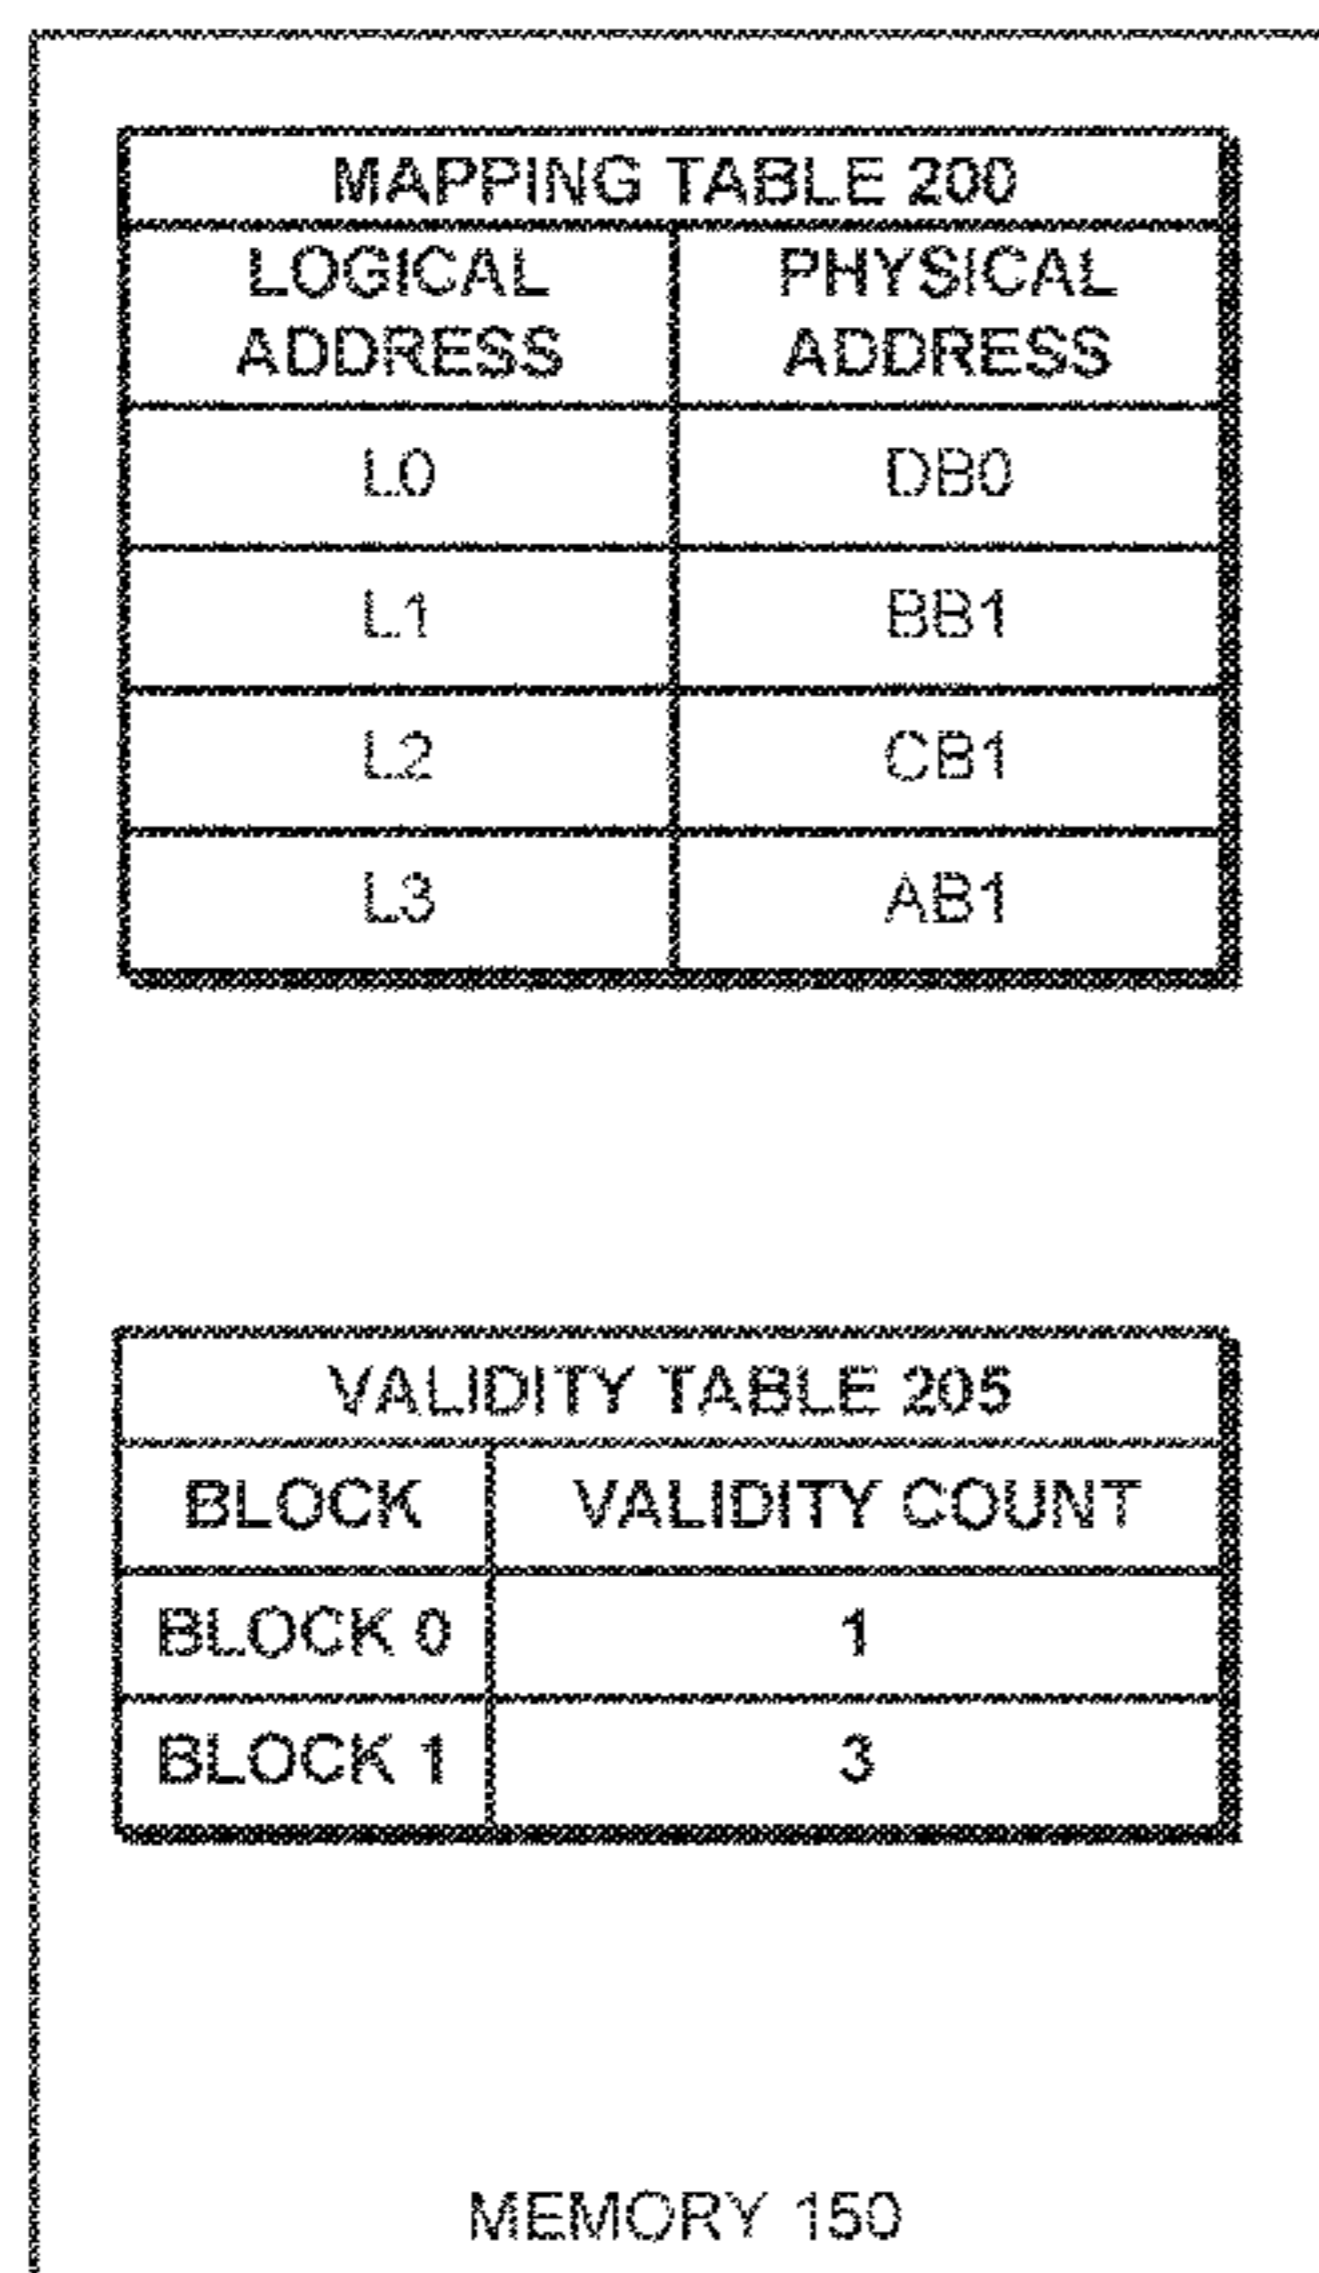 MAPPING TABLE 200
LOGICAL ADDRESS PHYSICAL ADDRESS
L0 DB0
L1 BB1
L2 CB1
L3 AB1
VALIDITY TABLE 205
BLOCK VALIDITY COUNT
BLOCK 0 1
BLOCK 1 3
MEMORY 150